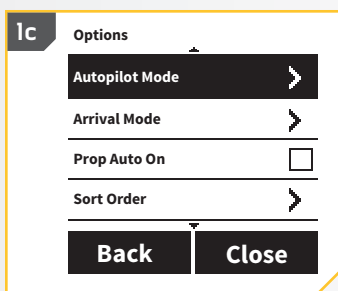 1c
Options
Autopilot Mode
Arrival Mode
Prop Auto On
Sort Order
Back Close